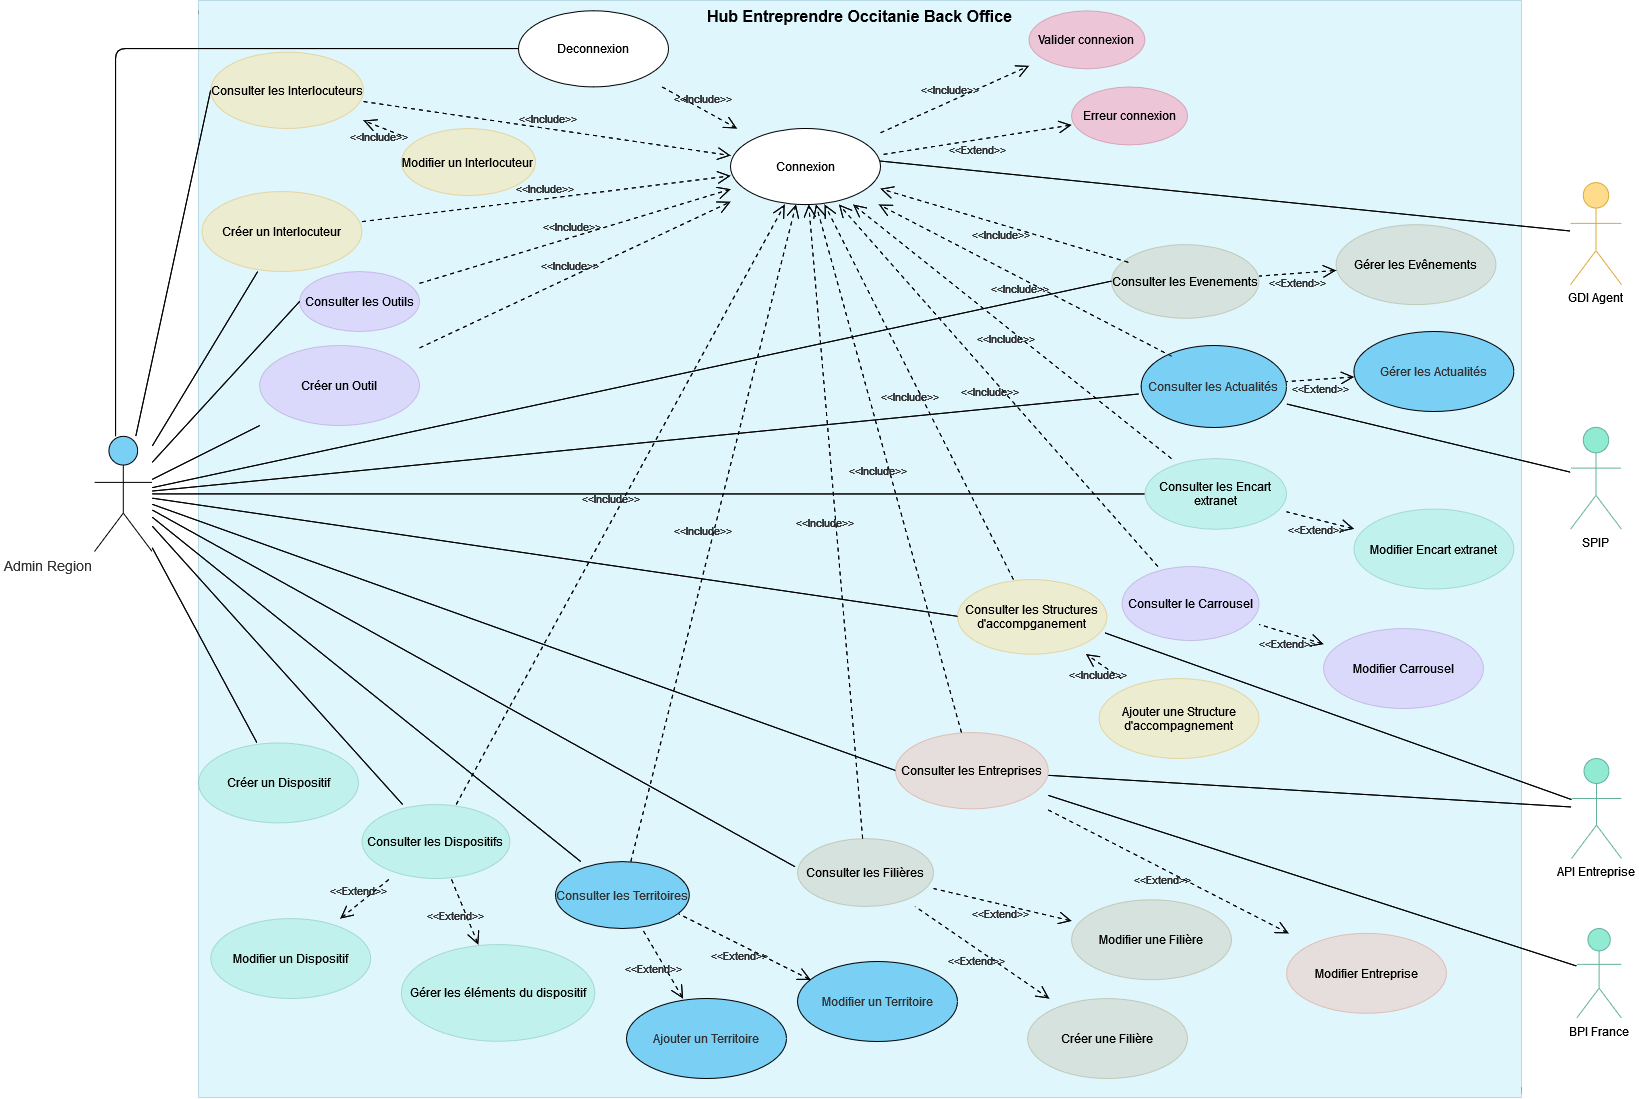 Hub Entreprendre Occitanie Back Office
Deconnexion
Valider connexion
Consulter les Interlocuteurs
<<Include>>
<<Include>>
Erreur connexion
<<Include>>
<<Include>>
Modifier un Interlocuteur
<<Extend>>
Connexion
<<Include>>
Créer un Interlocuteur
<<Include>>
<<Include>>
Gérer les Evênements
<<Include>>
Consulter les Evenements
<<Extend>>
GDI Agent
Consulter les Outils
<<Include>>
<<Include>>
Gérer les Actualités
Créer un Outil
Consulter les Actualités
<<Extend>>
<<Include>>
<<Include>>
<<Include>>
Consulter les Encart
extranet
<<Include>>
<<Include>>
<<Include>>
<<Extend>>
SPIP
Modifier Encart extranet
Admin Region
Consulter les Structures
d'accompganement
Consulter le Carrousel
<<Extend>>
Modifier Carrousel
<<Include>>
Ajouter une Structure
d'accompagnement
Consulter les Entreprises
Créer un Dispositif
Consulter les Dispositifs
Consulter les Filières
API Entreprise
<<Extend>>
<<Extend>>
Consulter les Territoires
<<Extend>>
<<Extend>>
Modifier une Filière
Modifier un Dispositif
<<Extend>>
<<Extend>>
<<Extend>>
Modifier Entreprise
Gérer les éléments du dispositif
Modifier un Territoire
Ajouter un Territoire
Créer une Filière
BPI France